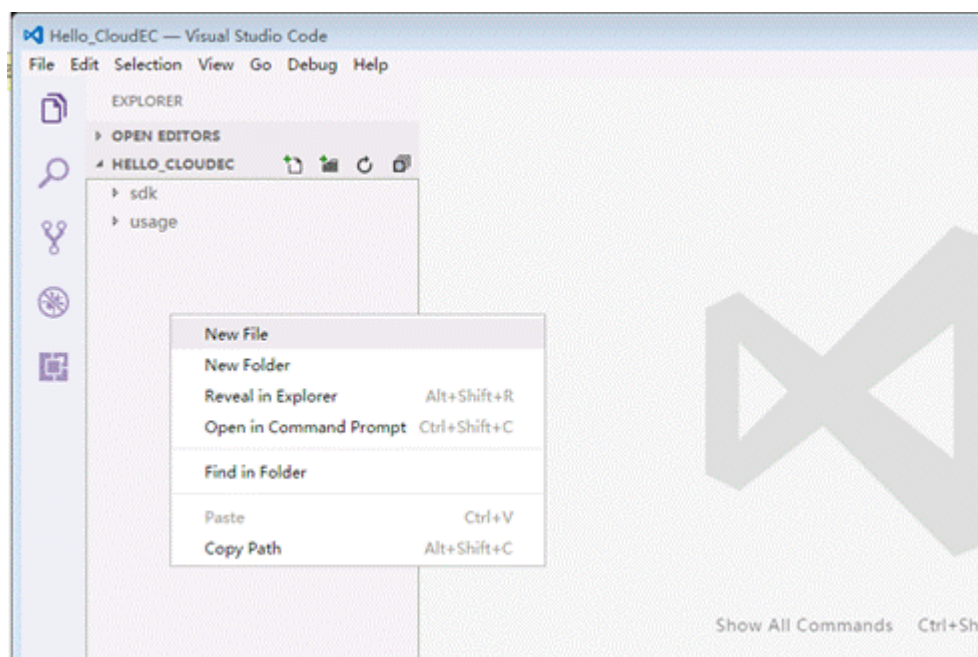 Hello_CloudEC — Visual Studio Code
File Edit Selection View Go Debug Help
EXPLORER
OPEN EDITORS
HELLO_CLOUDEC
sdk
usage
New File
New Folder
Reveal in Explorer Alt+Shift+R
Open in Command Prompt Ctrl+Shift+C
Find in Folder
Paste Ctrl+V
Copy Path Alt+Shift+C
Show All Commands Ctrl+Sh